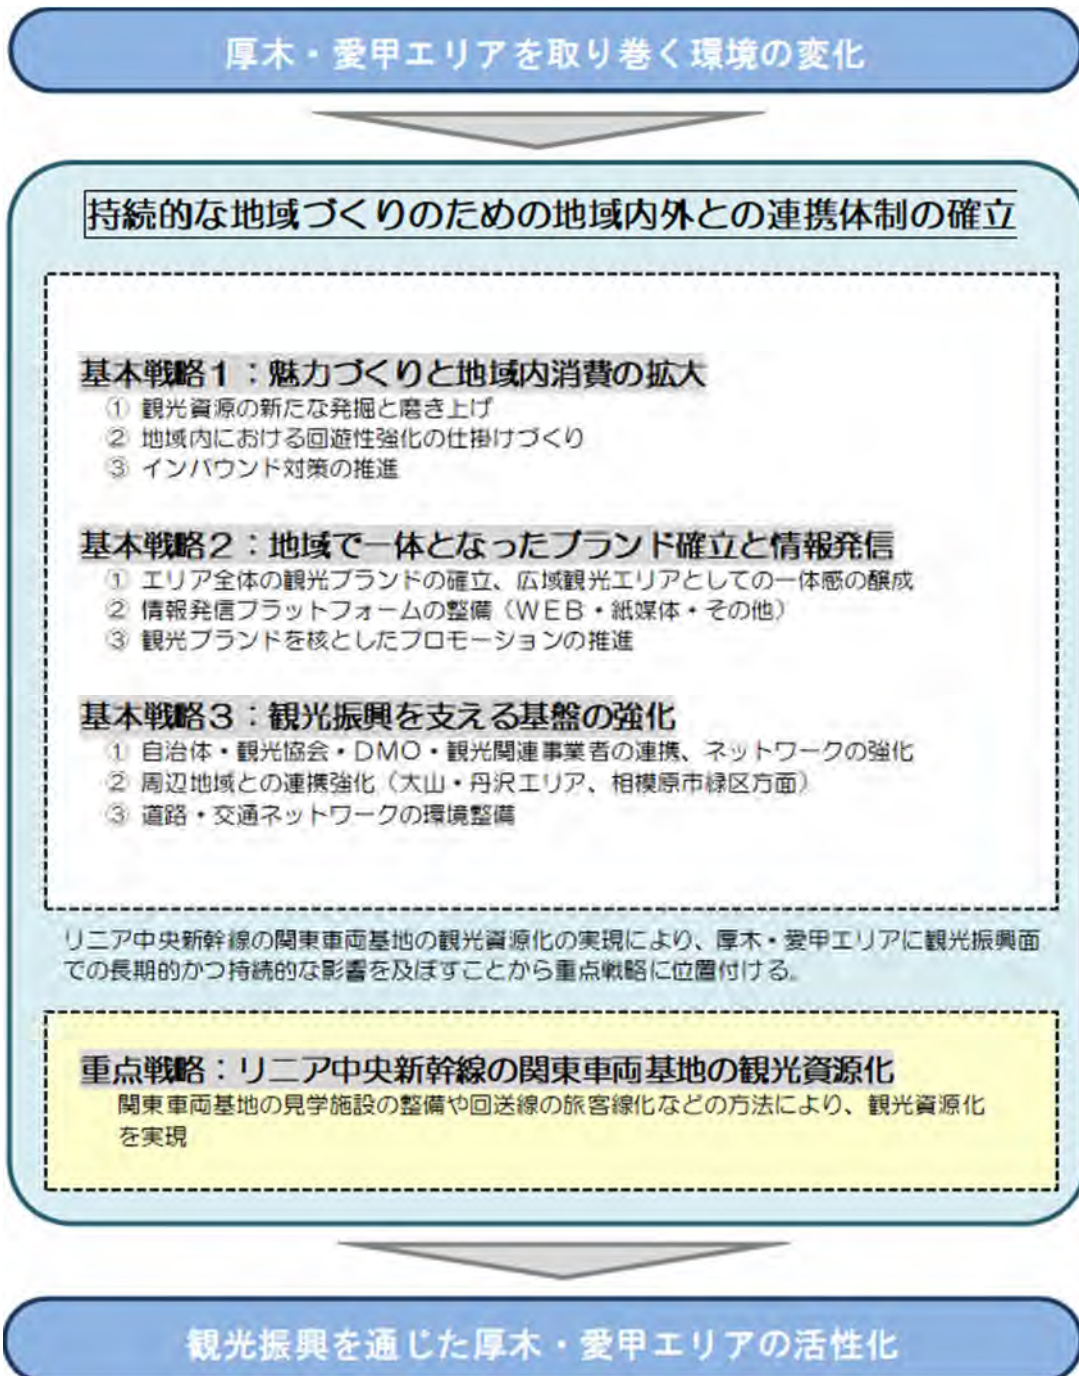 厚木・愛甲エリアを取り巻く環境の変化
持続的な地域づくりのための地域内外との連携体制の確立
基本戦略1：魅力づくりと地域内消費の拡大
① 観光資源の新たな発掘と磨き上げ
② 地域内における回遊性強化の仕掛けづくり
③ インバウンド対策の推進
基本戦略2：地域で一体となったブランド確立と情報発信
① エリア全体の観光ブランドの確立、広域観光エリアとしての一体感の醸成
② 情報発信プラットフォームの整備（WEB・紙媒体・その他）
③ 観光ブランドを核としたプロモーションの推進
基本戦略3：観光振興を支える基盤の強化
① 自治体・観光協会・DMO・観光関連事業者の連携、ネットワークの強化
② 周辺地域との連携強化（大山・丹沢エリア、相模原市緑区方面）
③ 道路・交通ネットワークの環境整備
リニア中央新幹線の関東車両基地の観光資源化の実現により、厚木・愛甲エリアに観光振興面
での長期的かつ持続的な影響を及ぼすことから重点戦略に位置付ける。
重点戦略：リニア中央新幹線の関東車両基地の観光資源化
関東車両基地の見学施設の整備や回送線の旅客線化などの方法により、観光資源化
を実現
観光振興を通じた厚木・愛甲エリアの活性化